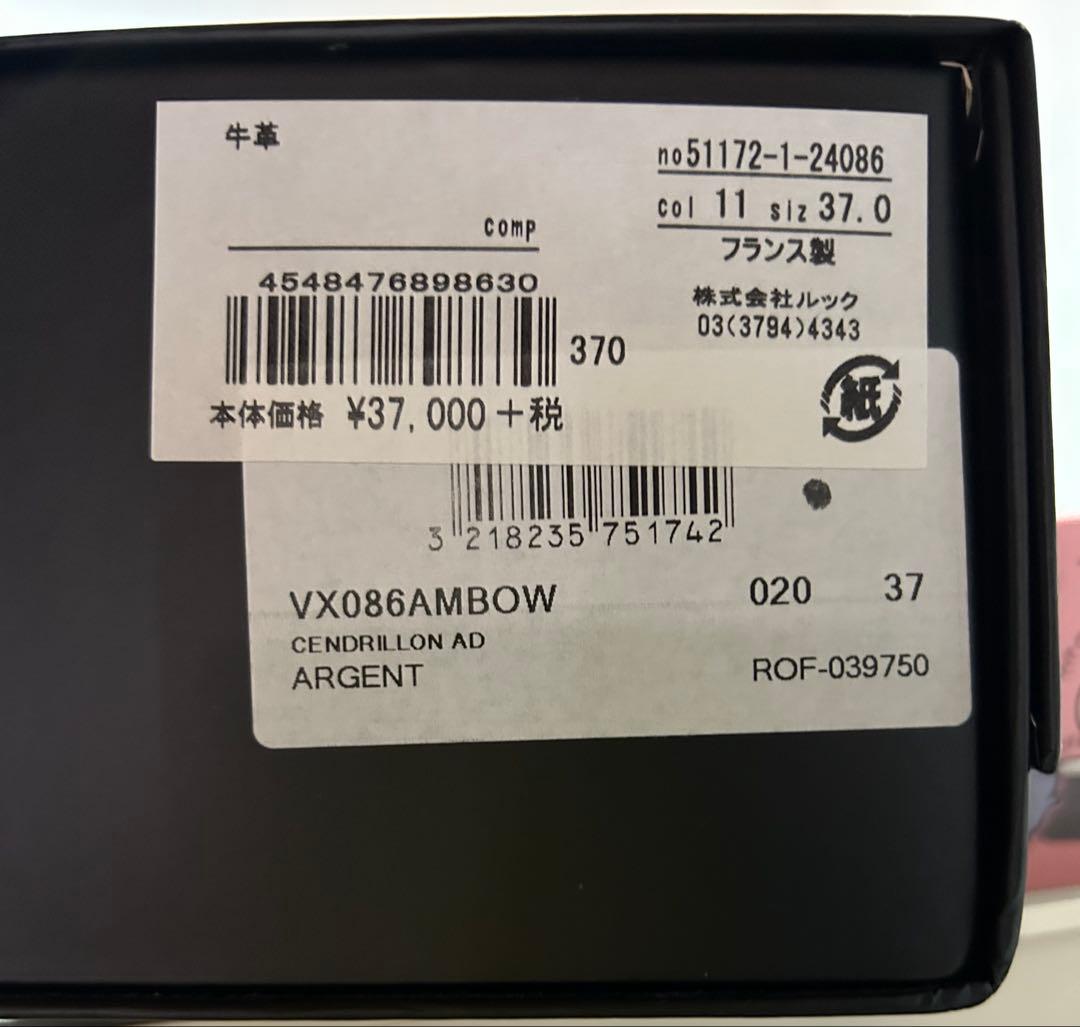 牛革
no51172-1-24086
col 11 siz 37.0
comp
フランス製
4548476898630
株式会社ルック
03(3794)4343
370
紙
本体価格 ¥37,000+税
3 218235 751742
VX086AMBOW 020 37
CENDRILLON AD
ARGENT ROF-039750